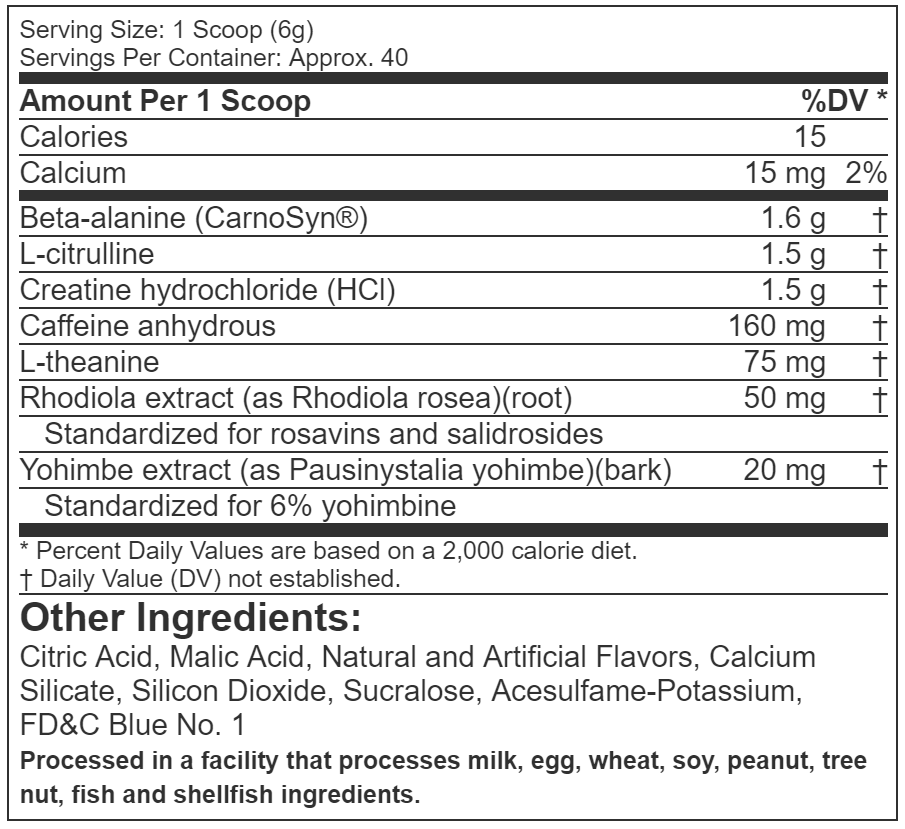 Serving Size: 1 Scoop (6g)
Servings Per Container: Approx. 40
Amount Per 1 Scoop %DV *
Calories 15
Calcium 15 mg 2%
Beta-alanine (CarnoSyn®) 1.6 g †
L-citrulline 1.5 g †
Creatine hydrochloride (HCl) 1.5 g †
Caffeine anhydrous 160 mg †
L-theanine 75 mg †
Rhodiola extract (as Rhodiola rosea)(root) 50 mg †
Standardized for rosavins and salidrosides
Yohimbe extract (as Pausinystalia yohimbe)(bark) 20 mg †
Standardized for 6% yohimbine
* Percent Daily Values are based on a 2,000 calorie diet.
† Daily Value (DV) not established.
Other Ingredients:
Citric Acid, Malic Acid, Natural and Artificial Flavors, Calcium
Silicate, Silicon Dioxide, Sucralose, Acesulfame-Potassium,
FD&C Blue No. 1
Processed in a facility that processes milk, egg, wheat, soy, peanut, tree
nut, fish and shellfish ingredients.